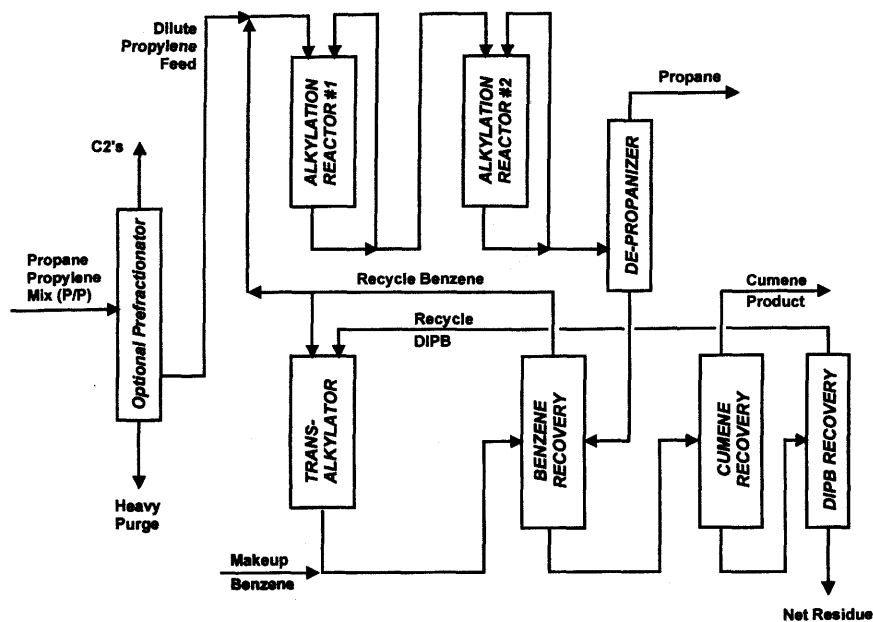 Dilute
Propylene
Feed
ALKYLATION
REACTOR #1
ALKYLATION
REACTOR #2
Propane
DE-PROPANIZER
C2's
Optional Prefractionator
Propane
Propylene
Mix (P/P)
Heavy
Purge
Recycle Benzene
Recycle
DIPB
Cumene
Product
TRANS-
ALKYLATOR
BENZENE
RECOVERY
CUMENE
RECOVERY
DIPB RECOVERY
Makeup
Benzene
Net Residue